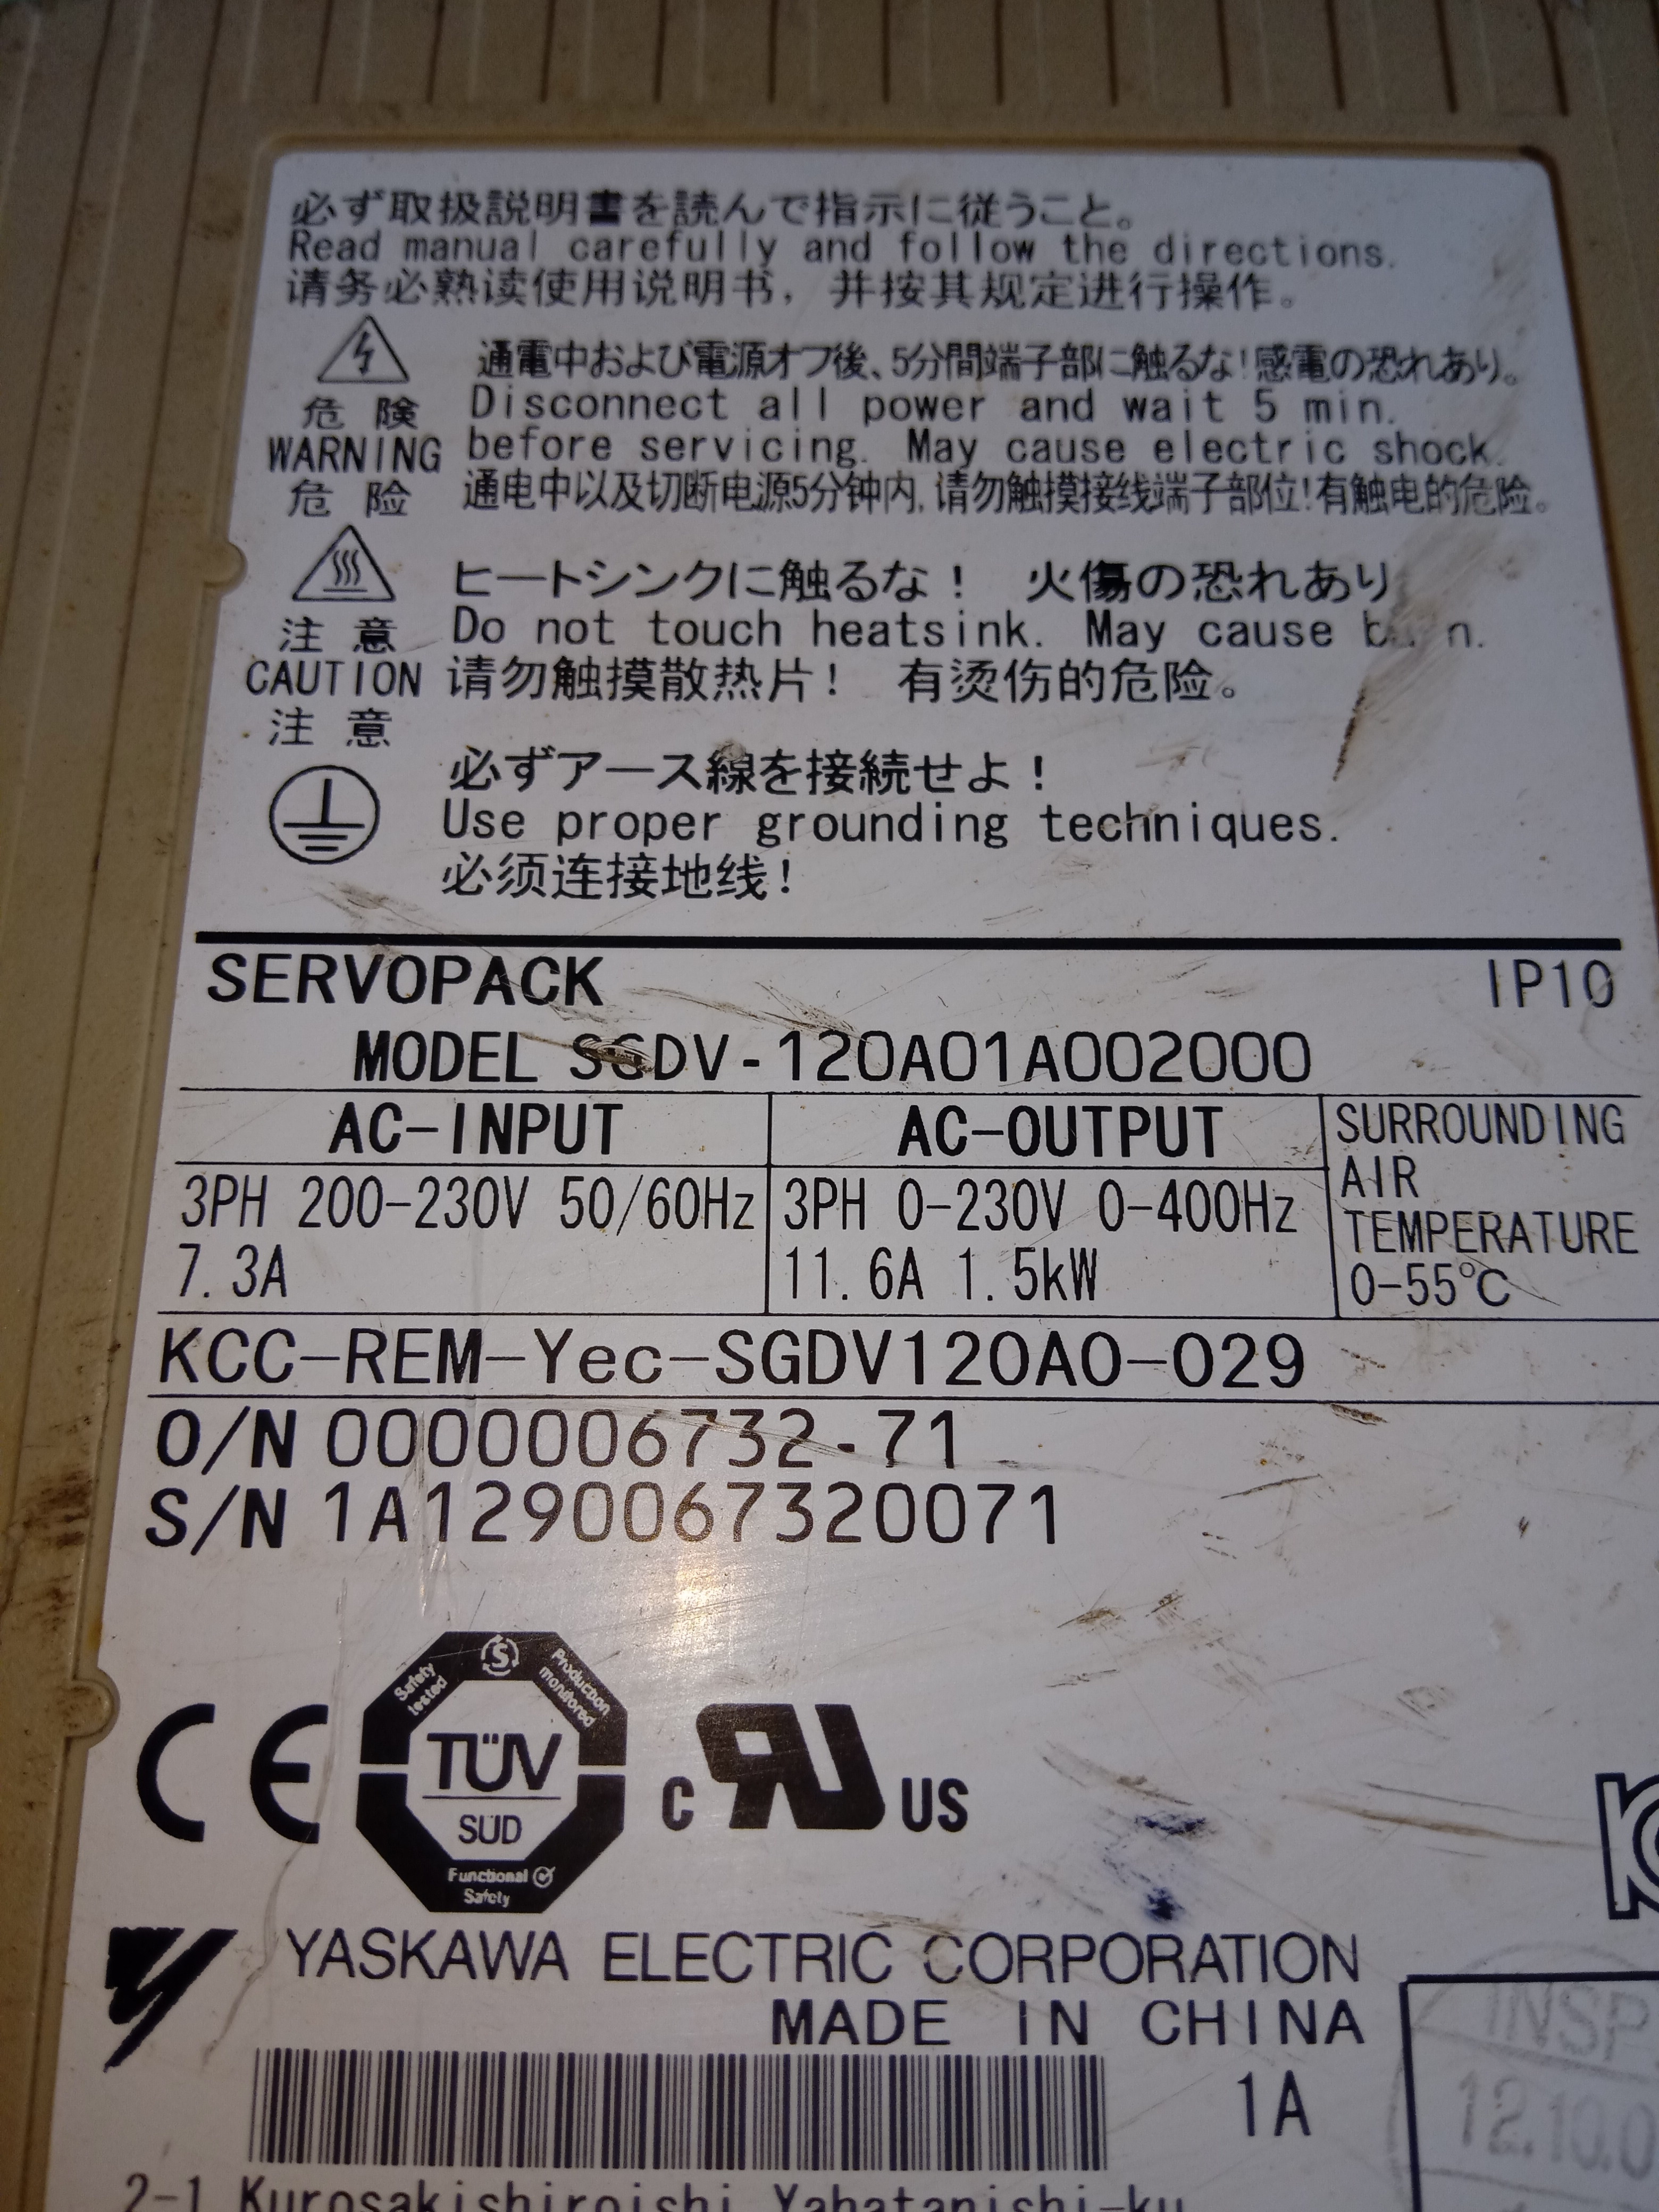 必ず取扱説明書を読んで指示に従うこと。
Read manual carefully and follow the directions.
请务必熟读使用说明书，并按其规定进行操作。
通電中および電源オフ後、5分間端子部に触るな!感電の恐れあり。
危 険
Disconnect all power and wait 5 min.
WARNING
before servicing. May cause electric shock.
危 险
通电中以及切断电源5分钟内,请勿触摸接线端子部位!有触电的危险。
ヒートシンクに触るな! 火傷の恐れあり
注 意
Do not touch heatsink. May cause
CAUTION
请勿触摸散热片! 有烫伤的危险。
注 意
必ずアース線を接続せよ!
Use proper grounding techniques.
必须连接地线!
SERVOPACK
IP10
MODEL SGDV-120A01A002000
AC-INPUT
AC-OUTPUT
SURROUNDING
AIR
TEMPERATURE
0-55℃
3PH 200-230V 50/60Hz
7.3A
3PH 0-230V 0-400Hz
11.6A 1.5kW
KCC-REM-Yec-SGDV120A0-029
O/N 0000006732-71
S/N 1A1290067320071
CE
Safety tested
Production monitored
TÜV
SÜD
Functional Safety
c RU US
YASKAWA ELECTRIC CORPORATION
MADE IN CHINA
1A
INSP
12.10.0
2-1 Kurosakishiroishi Yahatanishi-ku